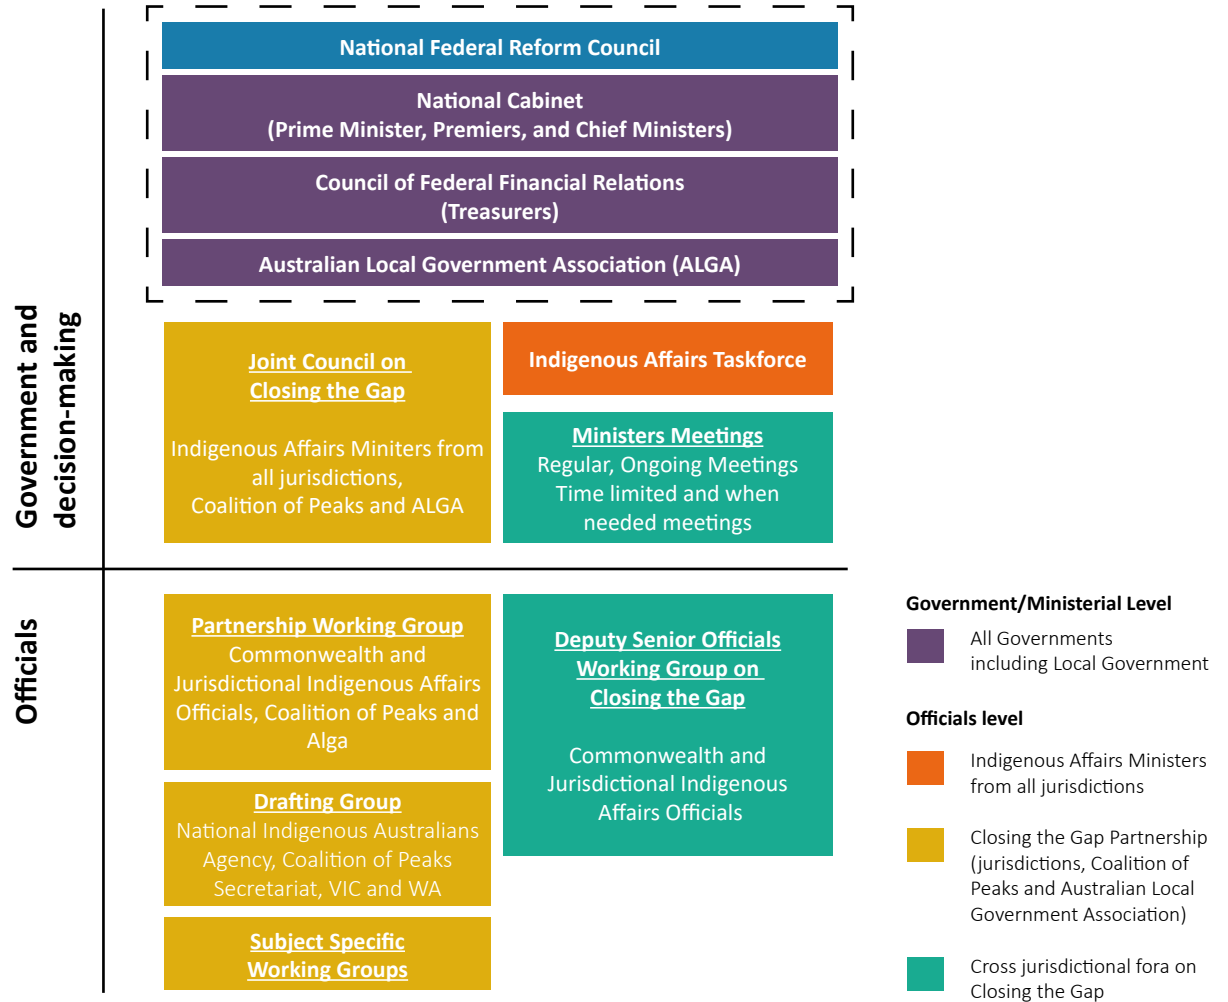 National Federal Reform Council
National Cabinet
(Prime Minister, Premiers, and Chief Ministers)
Council of Federal Financial Relations
(Treasurers)
Australian Local Government Association (ALGA)
Government and
decision-making
Joint Council on
Closing the Gap
Indigenous Affairs Miniters from
all jurisdictions,
Coalition of Peaks and ALGA
Indigenous Affairs Taskforce
Ministers Meetings
Regular, Ongoing Meetings
Time limited and when
needed meetings
Officials
Partnership Working Group
Commonwealth and
Jurisdictional Indigenous Affairs
Officials, Coalition of Peaks and
Alga
Drafting Group
National Indigenous Australians
Agency, Coalition of Peaks
Secretariat, VIC and WA
Subject Specific
Working Groups
Deputy Senior Officials
Working Group on
Closing the Gap
Commonwealth and
Jurisdictional Indigenous
Affairs Officials
Government/Ministerial Level
All Governments
including Local Government
Officials level
Indigenous Affairs Ministers
from all jurisdictions
Closing the Gap Partnership
(jurisdictions, Coalition of
Peaks and Australian Local
Government Association)
Cross jurisdictional fora on
Closing the Gap